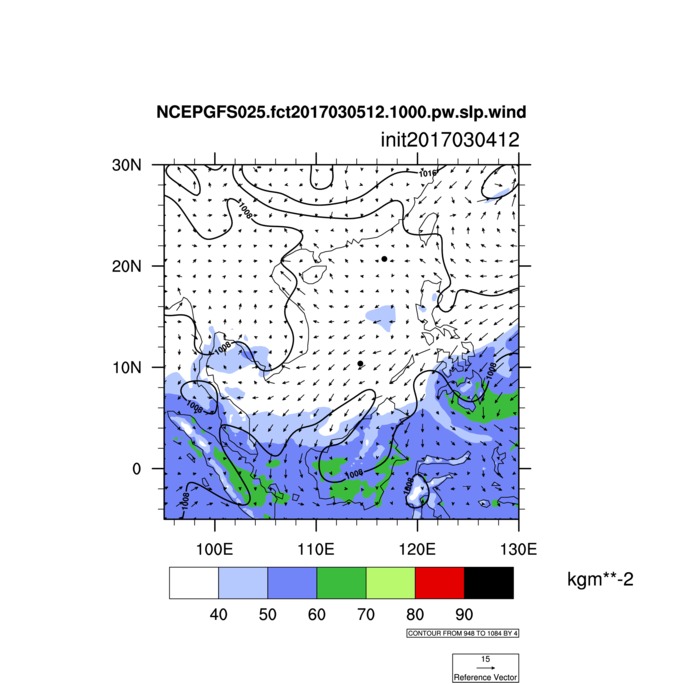 NCEPGFS025.fct2017030512.1000.pw.slp.wind
init2017030412
30N
1016
1008
20N
1008
10N
1008
1008
0
1008
1008
1008
100E 110E 120E 130E
kgm**-2
40 50 60 70 80 90
CONTOUR FROM 948 TO 1084 BY 4
15
Reference Vector